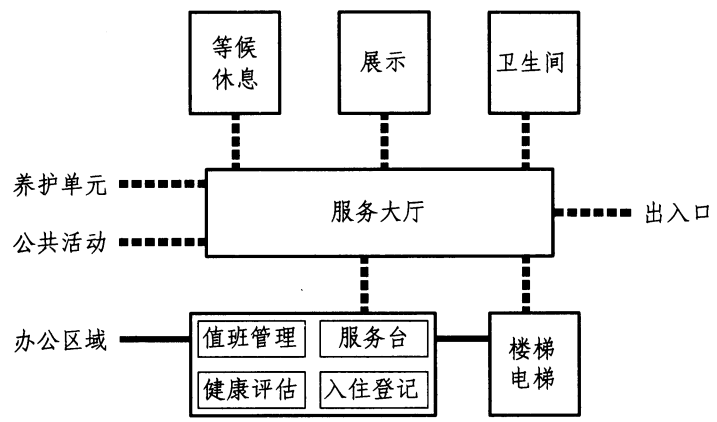 等候
休息
展示
卫生间
养护单元
服务大厅
出入口
公共活动
办公区域
值班管理
服务台
楼梯
电梯
健康评估
入住登记